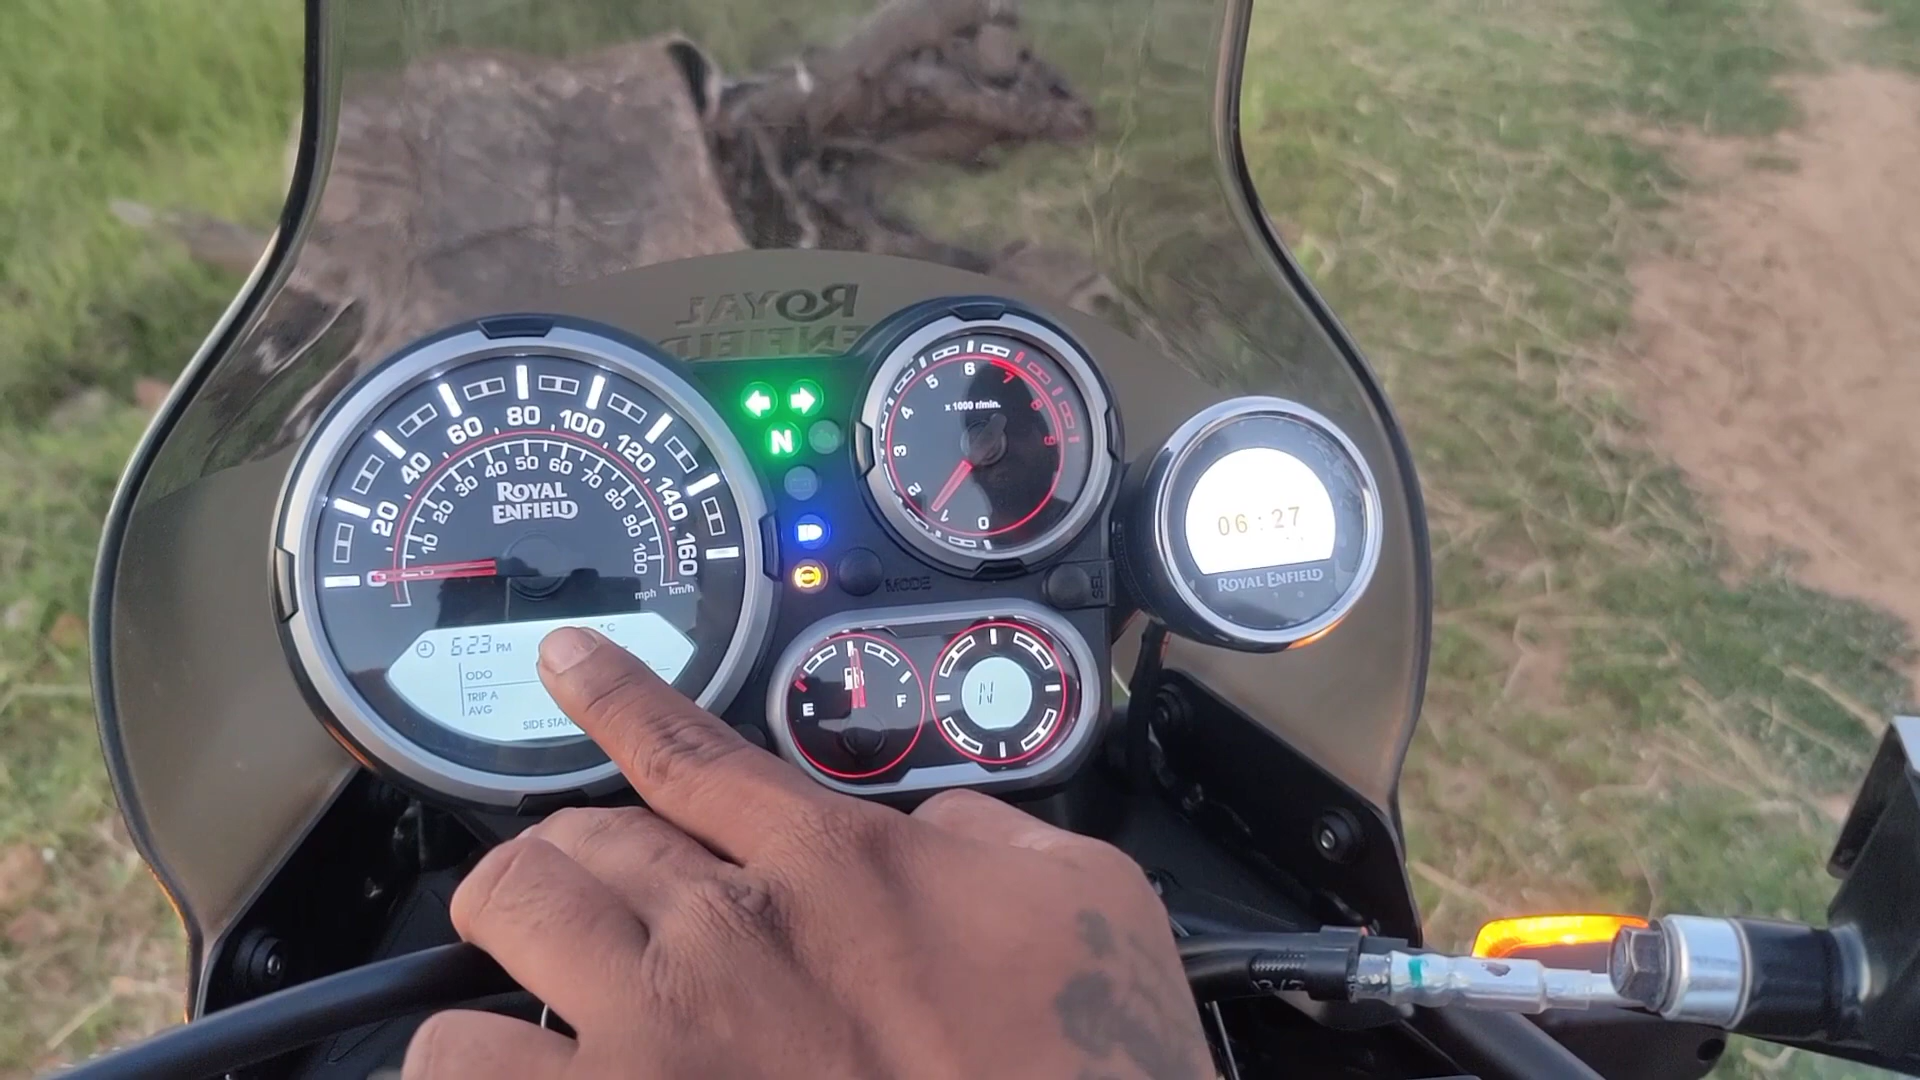 ROYAL
ENFIELD
0 20 40 60 80 100 120 140 160
10 20 30 40 50 60 70 80 90 100
mph km/h
ROYAL
ENFIELD
6:23 PM
°C
ODO
TRIP A
AVG
SIDE STAN
N
MODE
SEL
0 1 2 3 4 5 6 7 8 9
x 1000 r/min.
E F
N
06:27
ROYAL ENFIELD